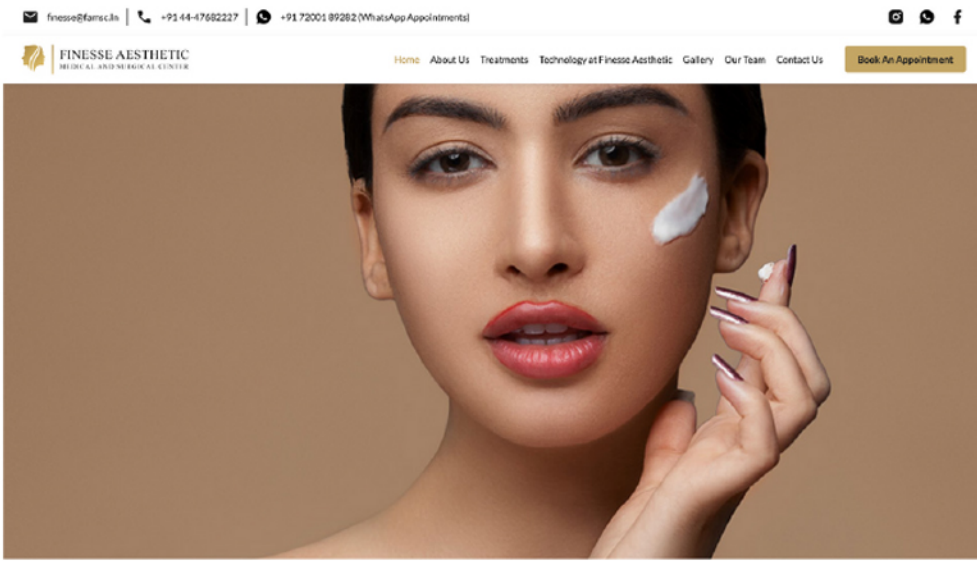 finesse@famsc.in | +91 44-47682227 | +91 72001 89282 (WhatsApp Appointments)
FINESSE AESTHETIC
MEDICAL AND SURGICAL CENTER
Home About Us Treatments Technology at Finesse Aesthetic Gallery Our Team Contact Us Book An Appointment